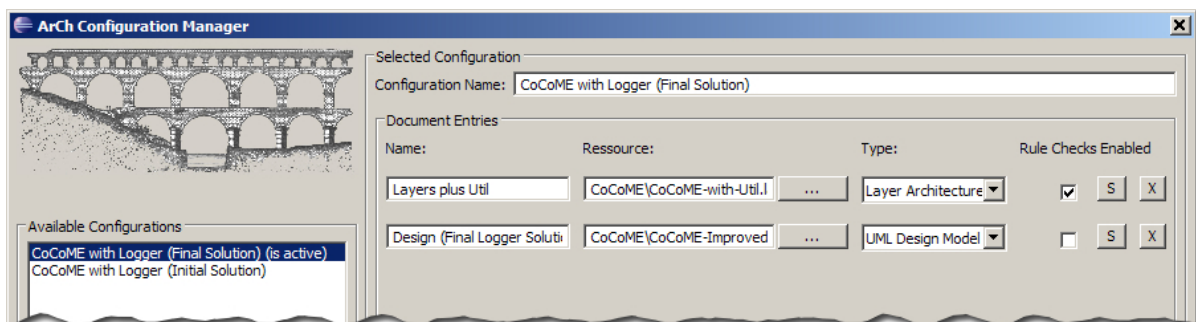 ArCh Configuration Manager
Selected Configuration
Configuration Name: CoCoME with Logger (Final Solution)
Document Entries
Name: Ressource: Type: Rule Checks Enabled
Layers plus Util CoCoME\CoCoME-with-Util.l ... Layer Architecture S X
Design (Final Logger Soluti CoCoME\CoCoME-Improved ... UML Design Model S X
Available Configurations
CoCoME with Logger (Final Solution) (is active)
CoCoME with Logger (Initial Solution)